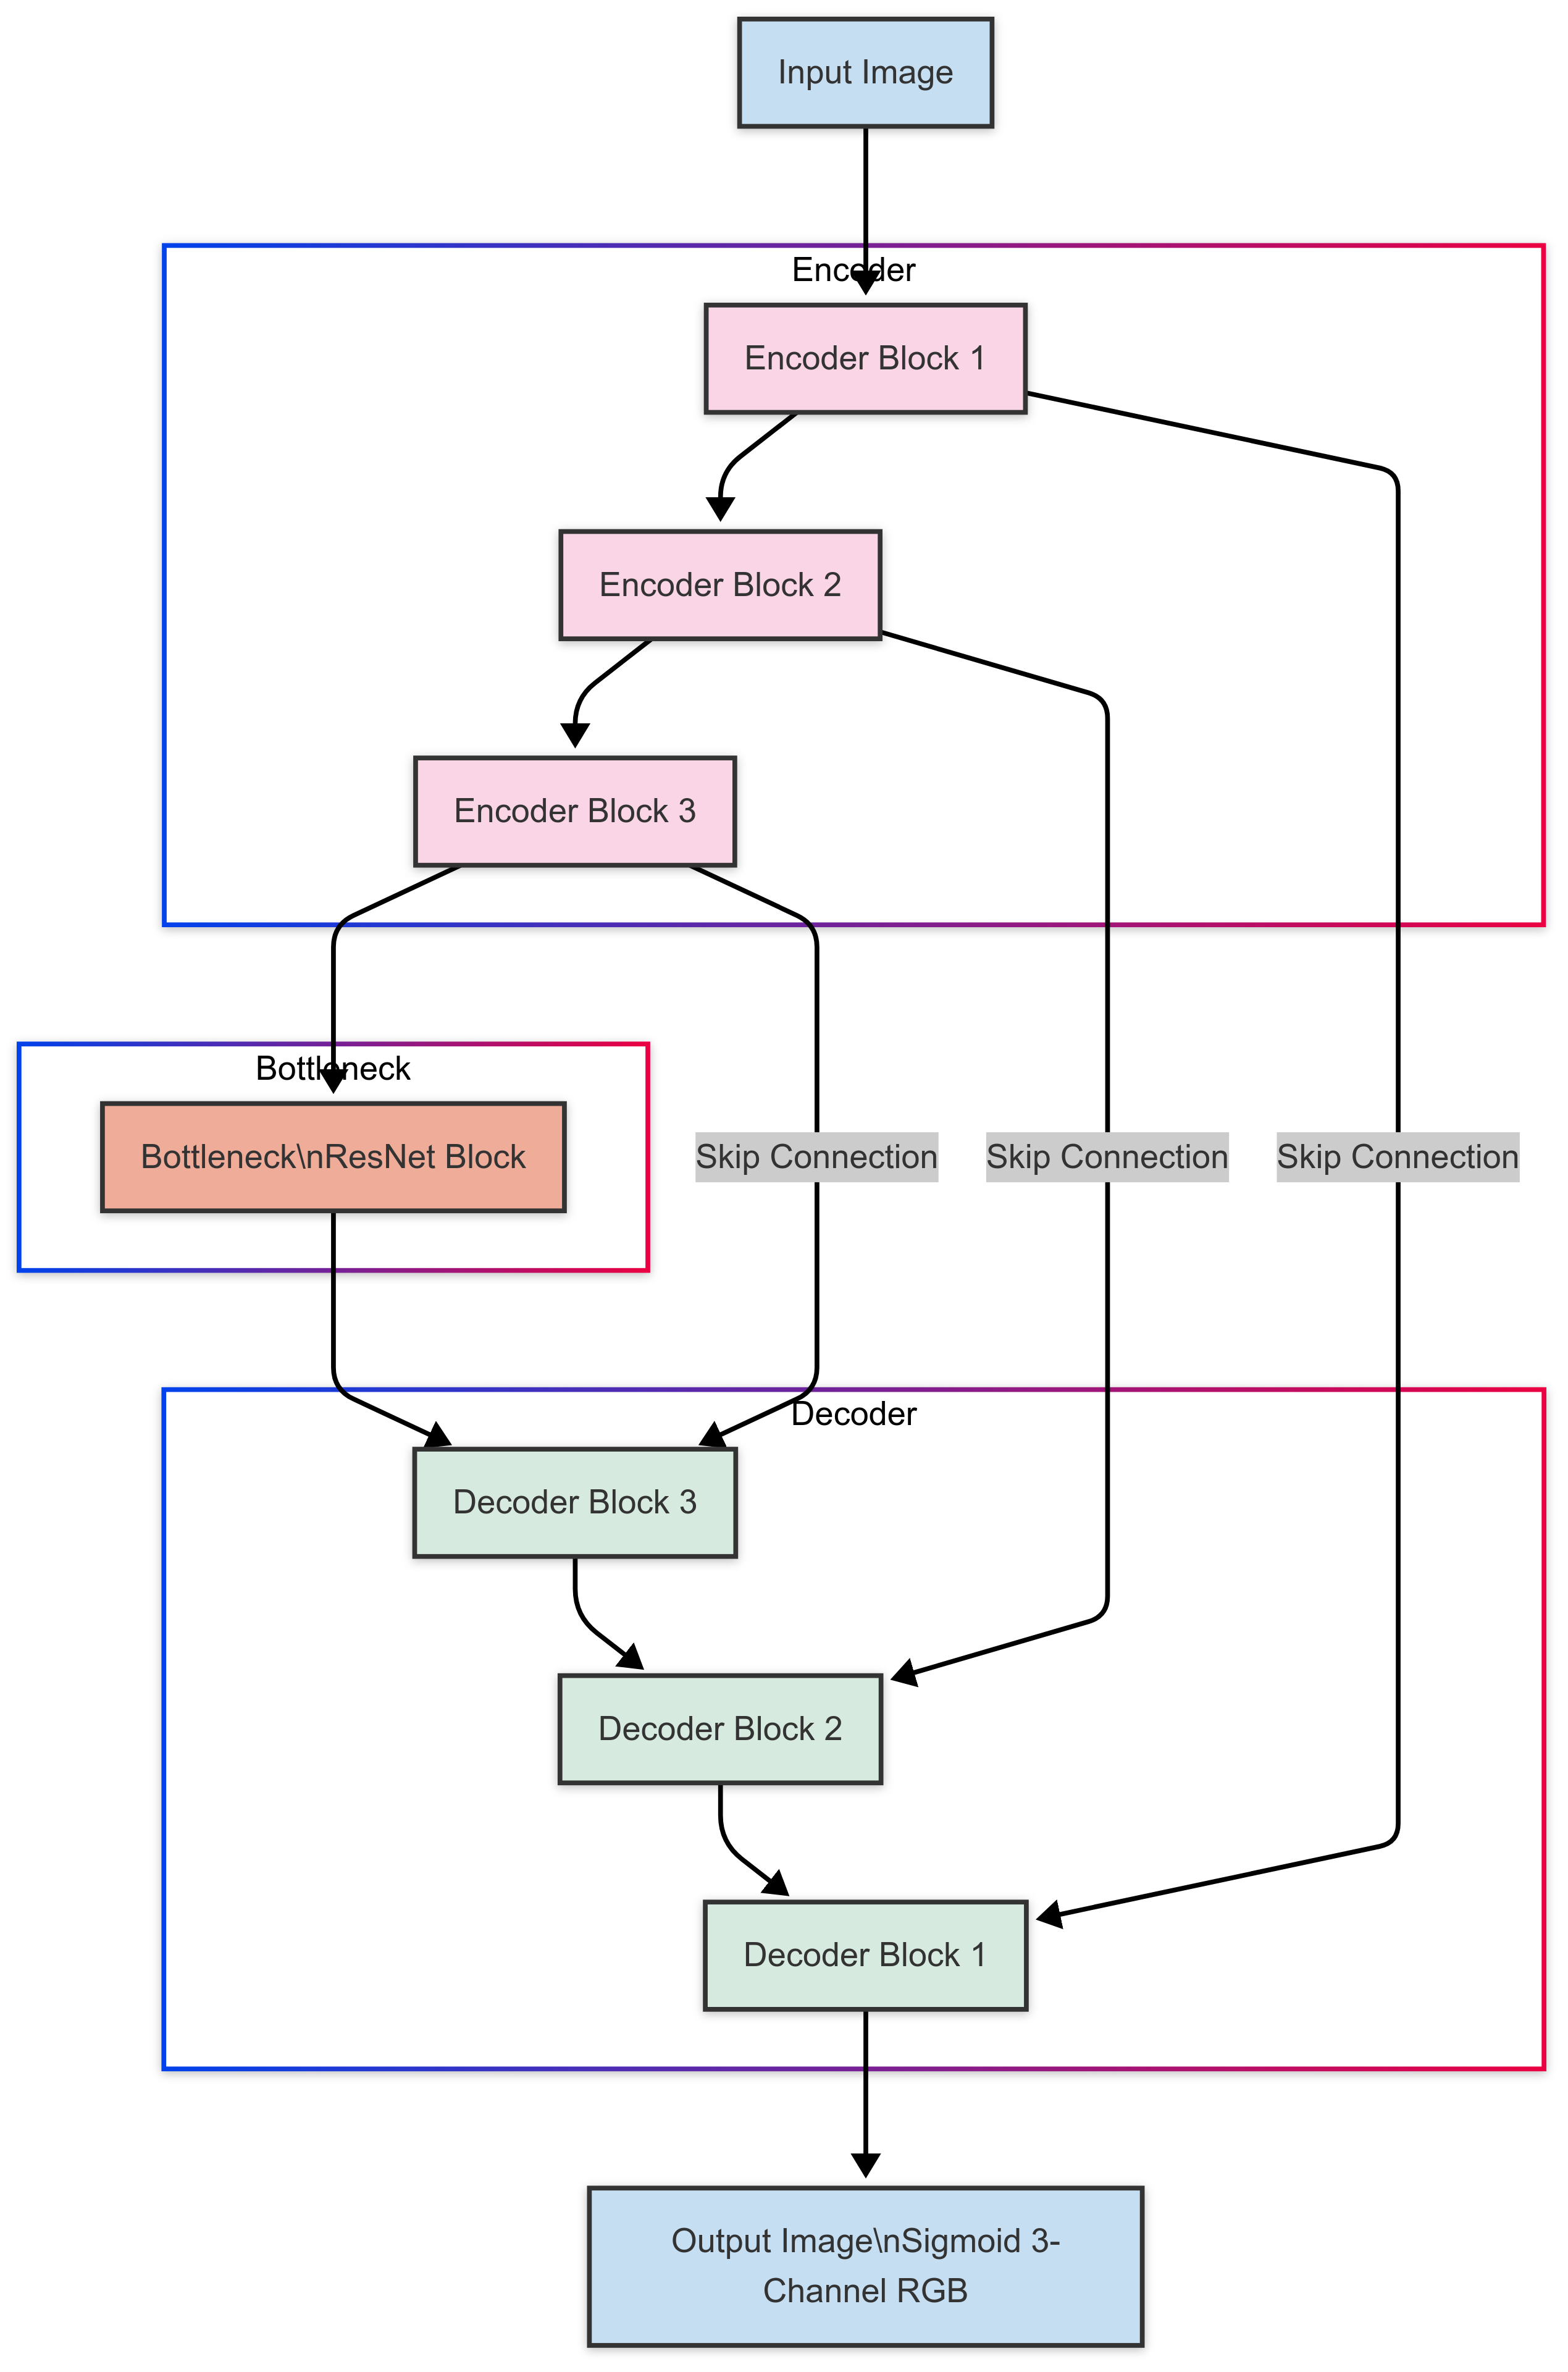 Input Image
Encoder
Encoder Block 1
Encoder Block 2
Encoder Block 3
Bottleneck
Bottleneck\nResNet Block
Skip Connection
Skip Connection
Skip Connection
Decoder
Decoder Block 3
Decoder Block 2
Decoder Block 1
Output Image\nSigmoid 3-
Channel RGB